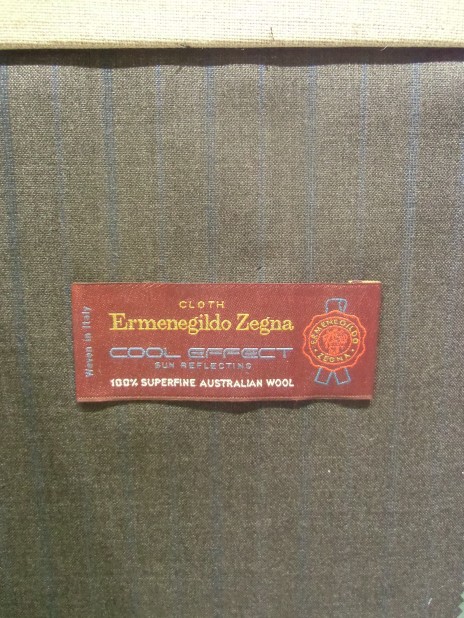 Woven in Italy
CLOTH
Ermenegildo Zegna
COOL EFFECT
SUN REFLECTING
100% SUPERFINE AUSTRALIAN WOOL
ERMENEGILDO
ZEGNA